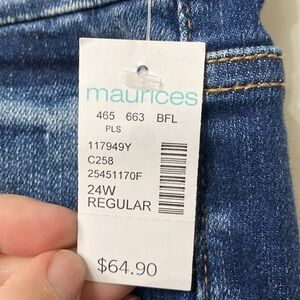 maurices
465 663 BFL
PLS
117949Y
C258
25451170F
24W
REGULAR
$64.90